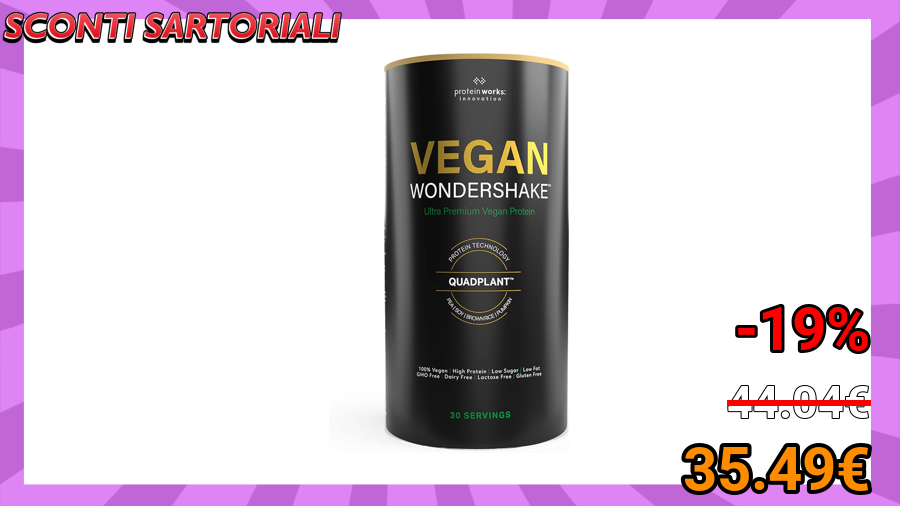 SCONTI SARTORIALI
protein works:
innovation
VEGAN
WONDERSHAKE™
Ultra Premium Vegan Protein
PROTEIN TECHNOLOGY
QUADPLANT™
PEA | SOY | BROWN RICE | PUMPKIN
100% Vegan | High Protein | Low Sugar | Low Fat
GMO Free | Dairy Free | Lactose Free | Gluten Free
30 SERVINGS
-19%
44.04€
35.49€